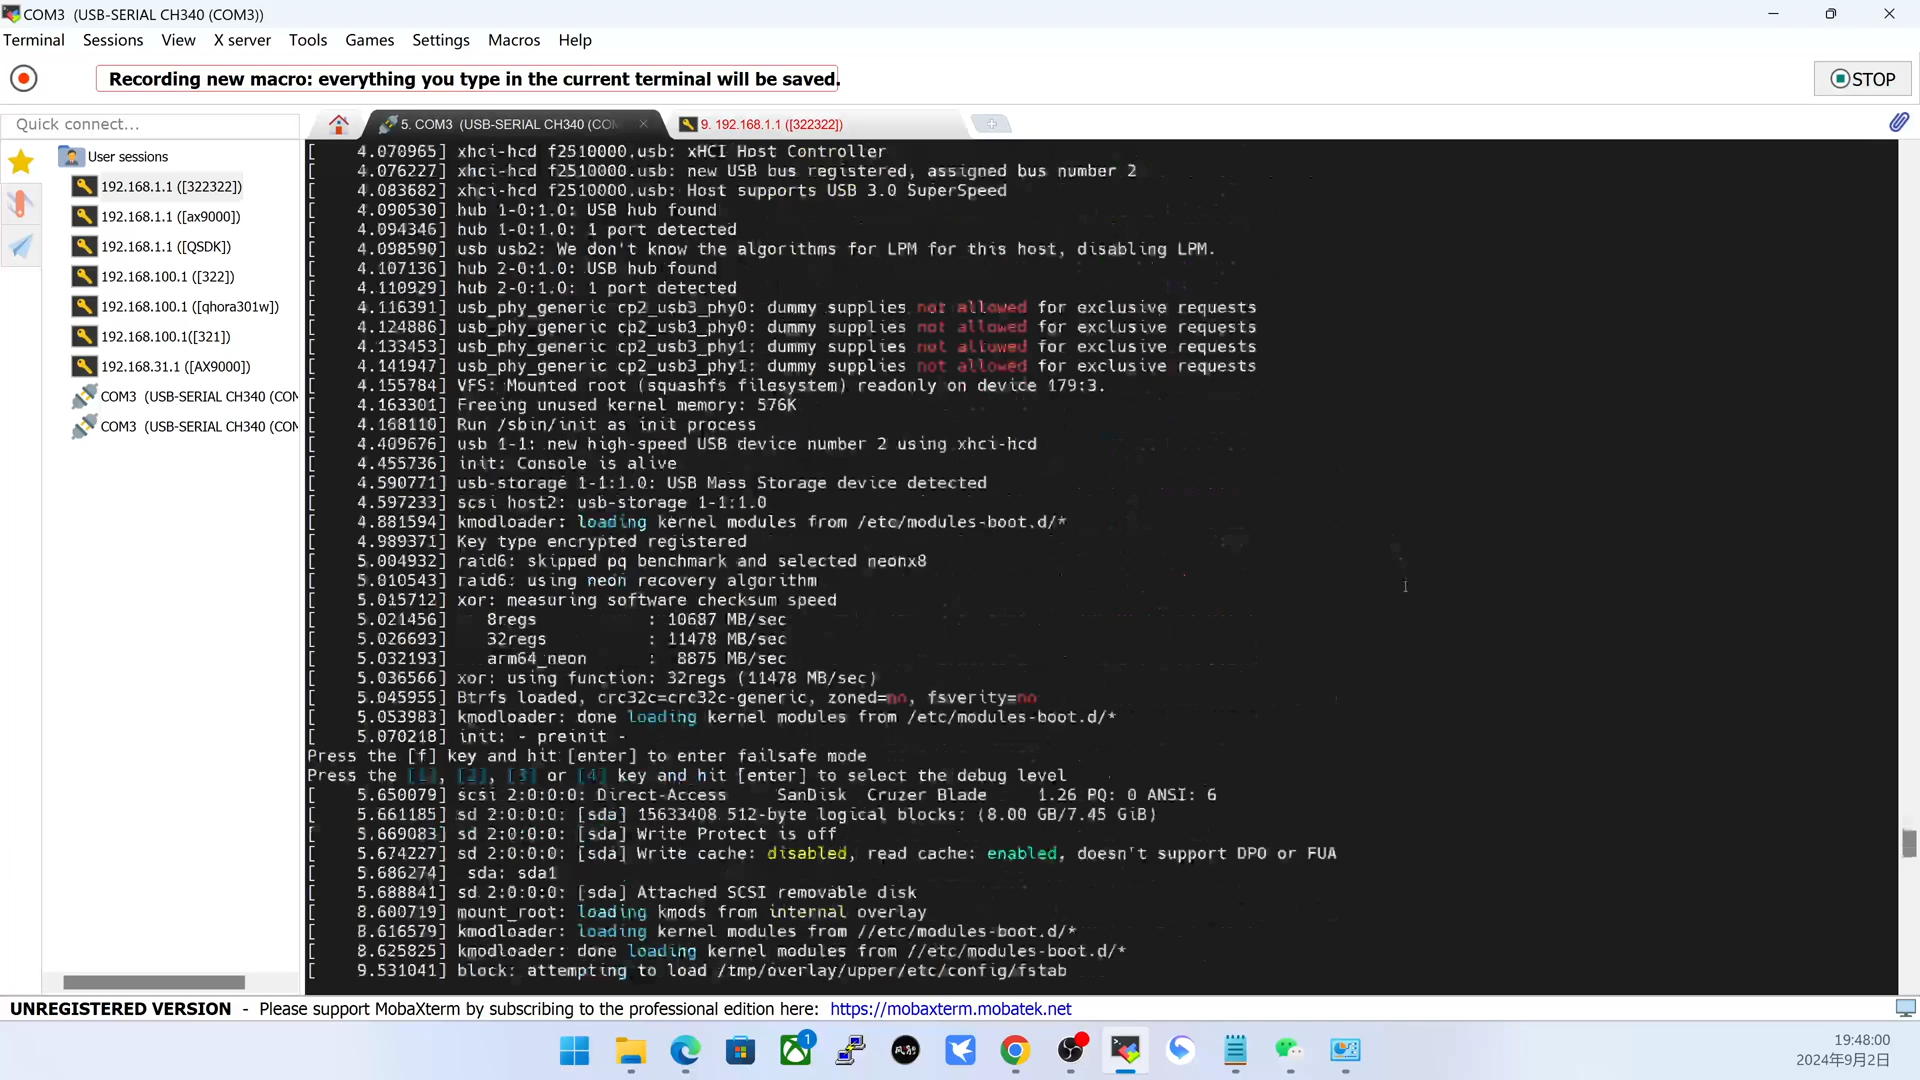 COM3 (USB-SERIAL CH340 (COM3))
Terminal Sessions View X server Tools Games Settings Macros Help
Recording new macro: everything you type in the current terminal will be saved.
STOP
Quick connect...
5. COM3 (USB-SERIAL CH340 (CO
9. 192.168.1.1 ([322322])
User sessions
192.168.1.1 ([322322])
192.168.1.1 ([ax9000])
192.168.1.1 ([QSDK])
192.168.100.1 ([322])
192.168.100.1 ([qhora301w])
192.168.100.1([321])
192.168.31.1 ([AX9000])
COM3 (USB-SERIAL CH340 (CO
COM3 (USB-SERIAL CH340 (CO
[ 4.070965] xhci-hcd f2510000.usb: xHCI Host Controller
[ 4.076227] xhci-hcd f2510000.usb: new USB bus registered, assigned bus number 2
[ 4.083682] xhci-hcd f2510000.usb: Host supports USB 3.0 SuperSpeed
[ 4.090530] hub 1-0:1.0: USB hub found
[ 4.094346] hub 1-0:1.0: 1 port detected
[ 4.098590] usb usb2: We don't know the algorithms for LPM for this host, disabling LPM.
[ 4.107136] hub 2-0:1.0: USB hub found
[ 4.110929] hub 2-0:1.0: 1 port detected
[ 4.116391] usb_phy_generic cp2_usb3_phy0: dummy supplies not allowed for exclusive requests
[ 4.124886] usb_phy_generic cp2_usb3_phy0: dummy supplies not allowed for exclusive requests
[ 4.133453] usb_phy_generic cp2_usb3_phy1: dummy supplies not allowed for exclusive requests
[ 4.141947] usb_phy_generic cp2_usb3_phy1: dummy supplies not allowed for exclusive requests
[ 4.155784] VFS: Mounted root (squashfs filesystem) readonly on device 179:3.
[ 4.163301] Freeing unused kernel memory: 576K
[ 4.168110] Run /sbin/init as init process
[ 4.409676] usb 1-1: new high-speed USB device number 2 using xhci-hcd
[ 4.455736] init: Console is alive
[ 4.590771] usb-storage 1-1:1.0: USB Mass Storage device detected
[ 4.597233] scsi host2: usb-storage 1-1:1.0
[ 4.881594] kmodloader: loading kernel modules from /etc/modules-boot.d/*
[ 4.989371] Key type encrypted registered
[ 5.004932] raid6: skipped pq benchmark and selected neonx8
[ 5.010543] raid6: using neon recovery algorithm
[ 5.015712] xor: measuring software checksum speed
[ 5.021456] 8regs : 10687 MB/sec
[ 5.026693] 32regs : 11478 MB/sec
[ 5.032193] arm64_neon : 8875 MB/sec
[ 5.036566] xor: using function: 32regs (11478 MB/sec)
[ 5.045955] Btrfs loaded, crc32c=crc32c-generic, zoned=no, fsverity=no
[ 5.053983] kmodloader: done loading kernel modules from /etc/modules-boot.d/*
[ 5.070218] init: - preinit -
Press the [f] key and hit [enter] to enter failsafe mode
Press the [1], [2], [3] or [4] key and hit [enter] to select the debug level
[ 5.650079] scsi 2:0:0:0: Direct-Access SanDisk Cruzer Blade 1.26 PQ: 0 ANSI: 6
[ 5.661185] sd 2:0:0:0: [sda] 15633408 512-byte logical blocks: (8.00 GB/7.45 GiB)
[ 5.669083] sd 2:0:0:0: [sda] Write Protect is off
[ 5.674227] sd 2:0:0:0: [sda] Write cache: disabled, read cache: enabled, doesn't support DPO or FUA
[ 5.686274] sda: sda1
[ 5.688841] sd 2:0:0:0: [sda] Attached SCSI removable disk
[ 8.600719] mount_root: loading kmods from internal overlay
[ 8.616579] kmodloader: loading kernel modules from //etc/modules-boot.d/*
[ 8.625825] kmodloader: done loading kernel modules from //etc/modules-boot.d/*
[ 9.531041] block: attempting to load /tmp/overlay/upper/etc/config/fstab
UNREGISTERED VERSION - Please support MobaXterm by subscribing to the professional edition here: https://mobaxterm.mobatek.net
1
19:48:00
2024年9月2日